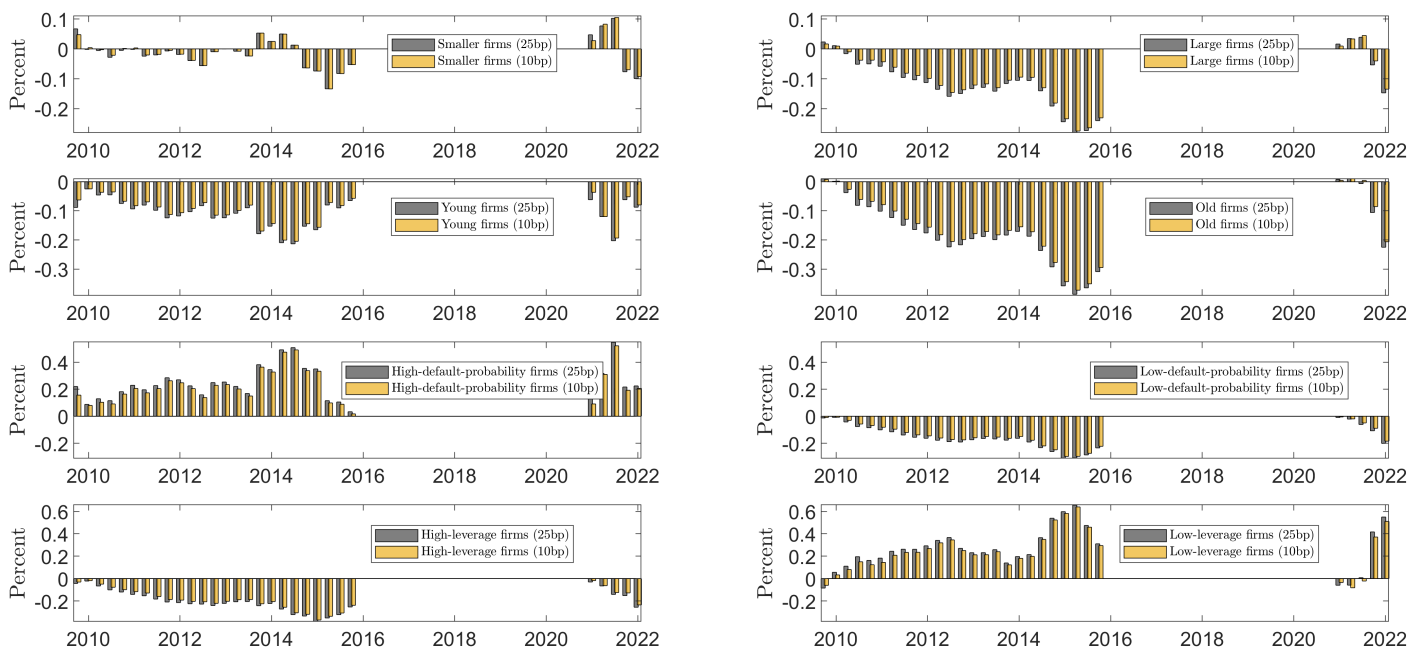 Percent
0.1
0
-0.1
-0.2
Smaller firms (25bp)
Smaller firms (10bp)
2010 2012 2014 2016 2018 2020 2022
Percent
0.1
0
-0.1
-0.2
Large firms (25bp)
Large firms (10bp)
2010 2012 2014 2016 2018 2020 2022
Percent
0
-0.1
-0.2
-0.3
Young firms (25bp)
Young firms (10bp)
2010 2012 2014 2016 2018 2020 2022
Percent
0
-0.1
-0.2
-0.3
Old firms (25bp)
Old firms (10bp)
2010 2012 2014 2016 2018 2020 2022
Percent
0.4
0.2
0
-0.2
High-default-probability firms (25bp)
High-default-probability firms (10bp)
2010 2012 2014 2016 2018 2020 2022
Percent
0.4
0.2
0
-0.2
Low-default-probability firms (25bp)
Low-default-probability firms (10bp)
2010 2012 2014 2016 2018 2020 2022
Percent
0.6
0.4
0.2
0
-0.2
High-leverage firms (25bp)
High-leverage firms (10bp)
2010 2012 2014 2016 2018 2020 2022
Percent
0.6
0.4
0.2
0
-0.2
Low-leverage firms (25bp)
Low-leverage firms (10bp)
2010 2012 2014 2016 2018 2020 2022